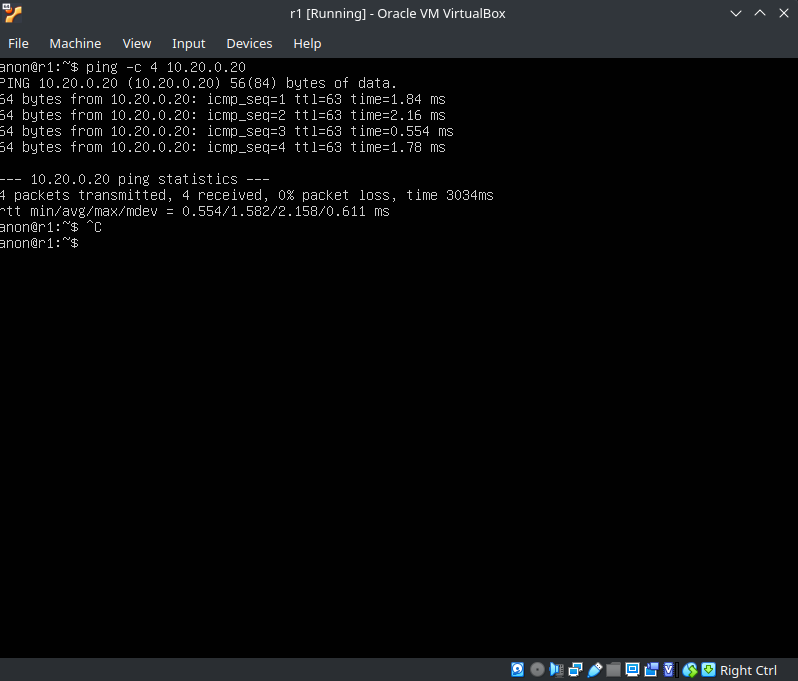 r1 [Running] - Oracle VM VirtualBox
File Machine View Input Devices Help
anon@r1:~$ ping -c 4 10.20.0.20
PING 10.20.0.20 (10.20.0.20) 56(84) bytes of data.
64 bytes from 10.20.0.20: icmp_seq=1 ttl=63 time=1.84 ms
64 bytes from 10.20.0.20: icmp_seq=2 ttl=63 time=2.16 ms
64 bytes from 10.20.0.20: icmp_seq=3 ttl=63 time=0.554 ms
64 bytes from 10.20.0.20: icmp_seq=4 ttl=63 time=1.78 ms
--- 10.20.0.20 ping statistics ---
4 packets transmitted, 4 received, 0% packet loss, time 3034ms
rtt min/avg/max/mdev = 0.554/1.582/2.158/0.611 ms
anon@r1:~$ ^C
anon@r1:~$
Right Ctrl